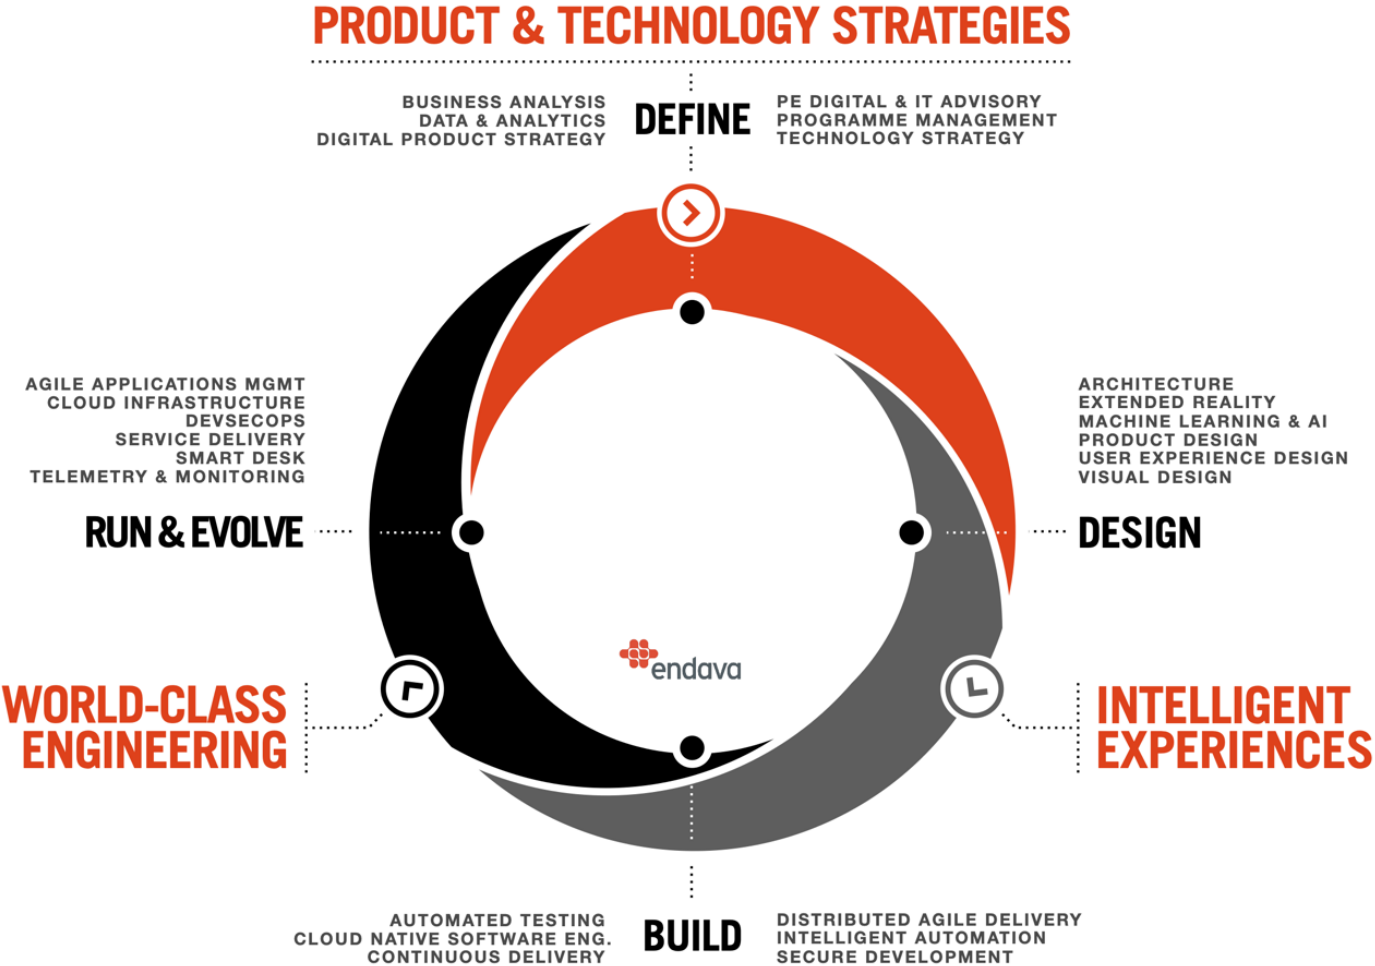 PRODUCT & TECHNOLOGY STRATEGIES
BUSINESS ANALYSIS
DATA & ANALYTICS
DIGITAL PRODUCT STRATEGY
DEFINE
PE DIGITAL & IT ADVISORY
PROGRAMME MANAGEMENT
TECHNOLOGY STRATEGY
AGILE APPLICATIONS MGMT
CLOUD INFRASTRUCTURE
DEVSECOPS
SERVICE DELIVERY
SMART DESK
TELEMETRY & MONITORING
RUN & EVOLVE
ARCHITECTURE
EXTENDED REALITY
MACHINE LEARNING & AI
PRODUCT DESIGN
USER EXPERIENCE DESIGN
VISUAL DESIGN
DESIGN
endava
WORLD-CLASS
ENGINEERING
INTELLIGENT
EXPERIENCES
AUTOMATED TESTING
CLOUD NATIVE SOFTWARE ENG.
CONTINUOUS DELIVERY
BUILD
DISTRIBUTED AGILE DELIVERY
INTELLIGENT AUTOMATION
SECURE DEVELOPMENT